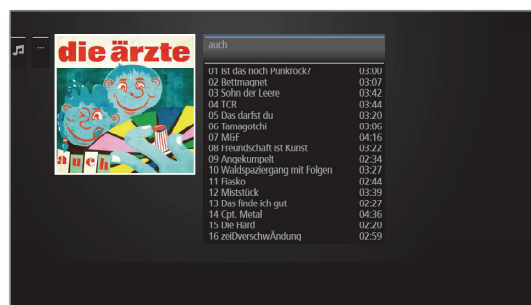 ...
die ärzte
auch
auch
01 Ist das noch Punkrock? 03:00
02 Bettmagnet 03:07
03 Sohn der Leere 03:42
04 TCR 03:44
05 Das darfst du 03:20
06 Tamagotchi 03:06
07 M&F 04:16
08 Freundschaft ist Kunst 03:22
09 Angekumpelt 02:34
10 Waldspaziergang mit Folgen 03:27
11 Fiasko 02:44
12 Miststück 03:39
13 Das finde ich gut 02:27
14 Cpt. Metal 04:36
15 Die Hard 02:20
16 zeiDverschwÄndung 02:59